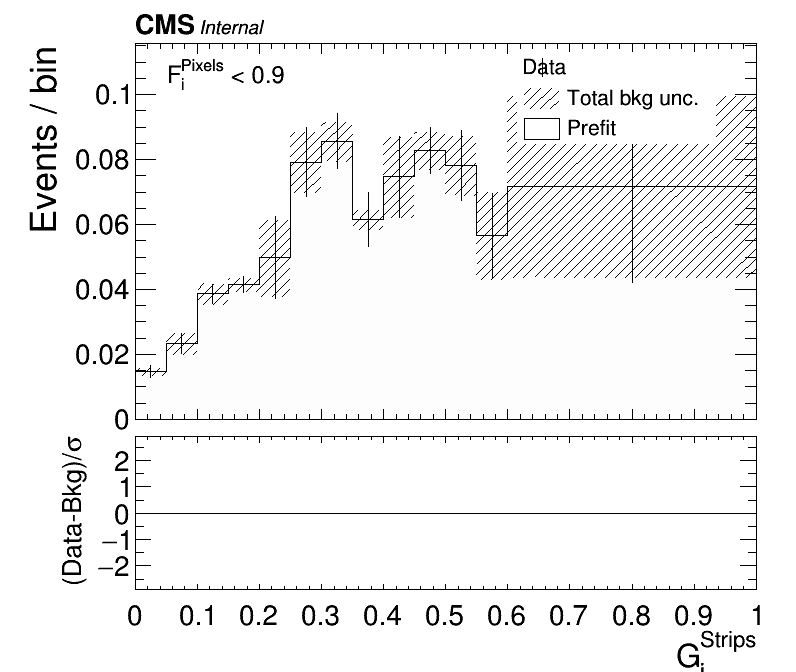 CMS Internal
Events / bin
F_i^Pixels < 0.9
Data
Total bkg unc.
Prefit
0.1
0.08
0.06
0.04
0.02
0
(Data-Bkg)/σ
2
1
0
−1
−2
0 0.1 0.2 0.3 0.4 0.5 0.6 0.7 0.8 0.9 1
G_i^Strips